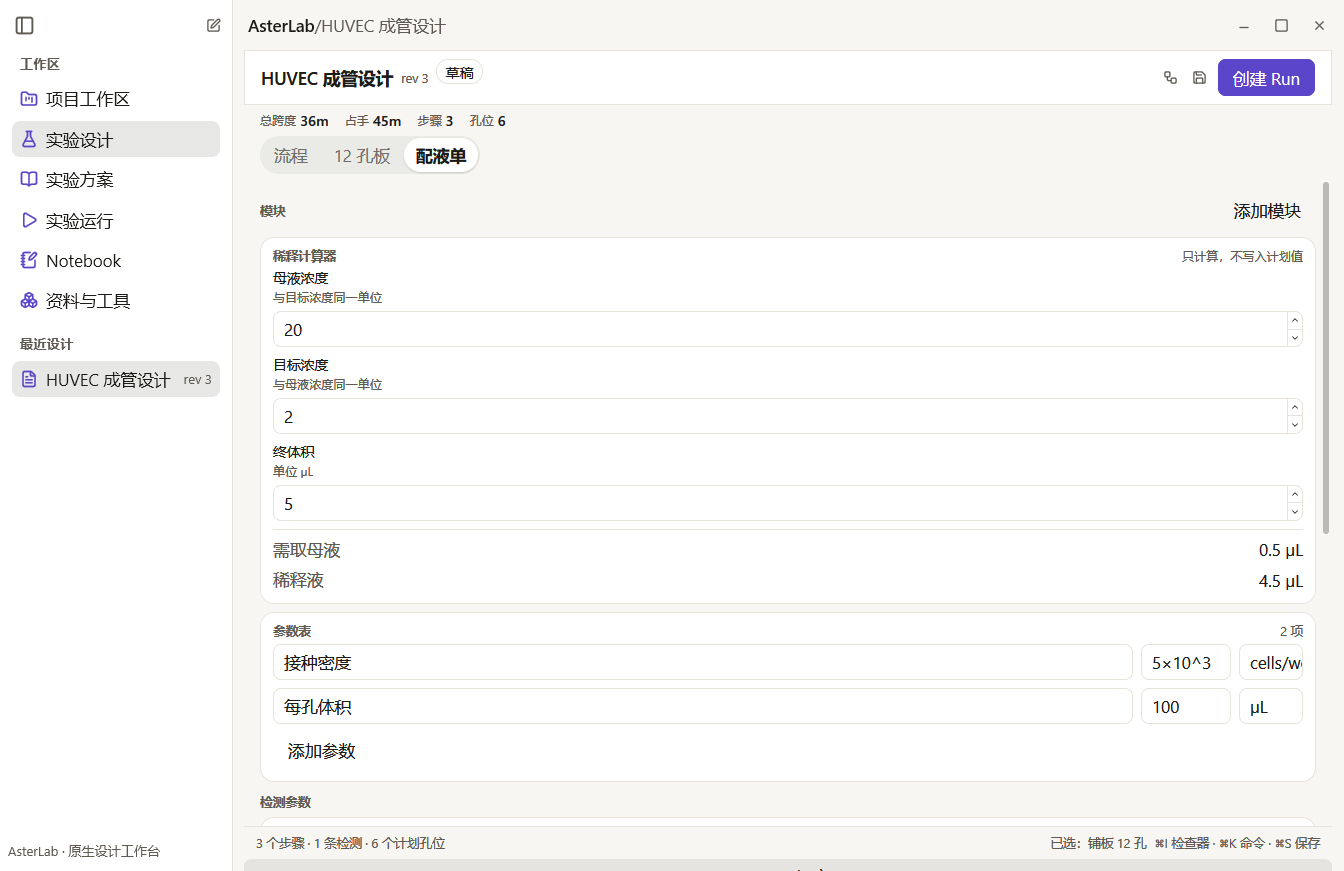 AsterLab/HUVEC 成管设计
工作区
项目工作区
实验设计
实验方案
实验运行
Notebook
资料与工具
最近设计
HUVEC 成管设计 rev 3
AsterLab · 原生设计工作台
HUVEC 成管设计 rev 3 草稿
创建 Run
总跨度 36m 占手 45m 步骤 3 孔位 6
流程 12 孔板 配液单
模块 添加模块
稀释计算器 只计算，不写入计划值
母液浓度
与目标浓度同一单位
20
目标浓度
与母液浓度同一单位
2
终体积
单位 µL
5
需取母液 0.5 µL
稀释液 4.5 µL
参数表 2 项
接种密度 5×10^3 cells/w
每孔体积 100 µL
添加参数
检测参数
3 个步骤 · 1 条检测 · 6 个计划孔位 已选：铺板 12 孔 ⌘I 检查器 · ⌘K 命令 · ⌘S 保存